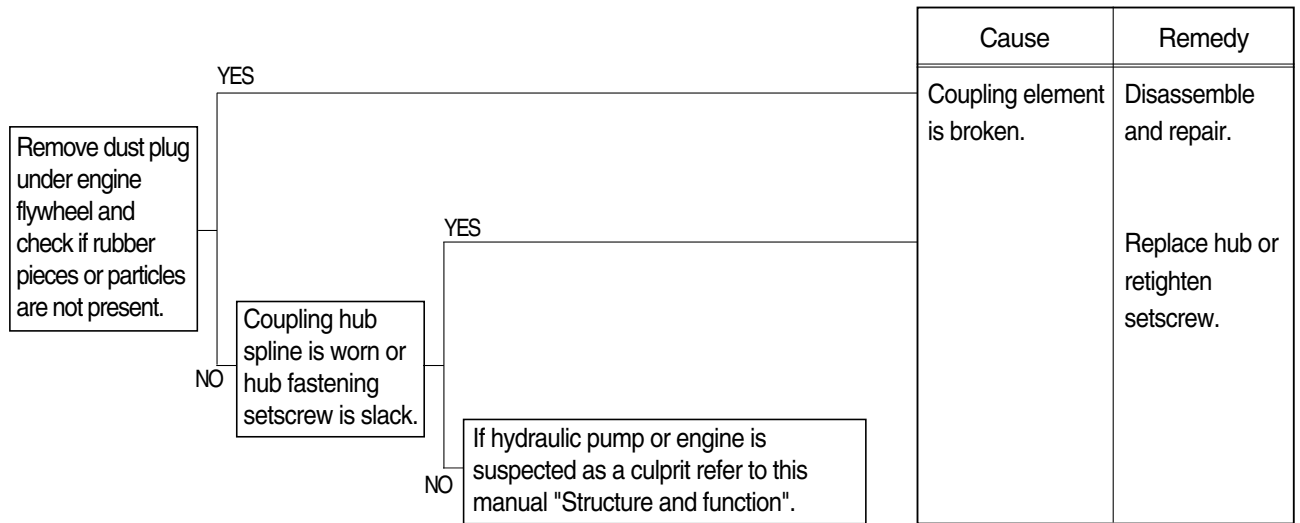 Cause
Remedy
YES
Coupling element
is broken.
Disassemble
and repair.
Remove dust plug
under engine
flywheel and
check if rubber
pieces or particles
are not present.
YES
Replace hub or
retighten
setscrew.
NO
Coupling hub
spline is worn or
hub fastening
setscrew is slack.
NO
If hydraulic pump or engine is
suspected as a culprit refer to this
manual "Structure and function".